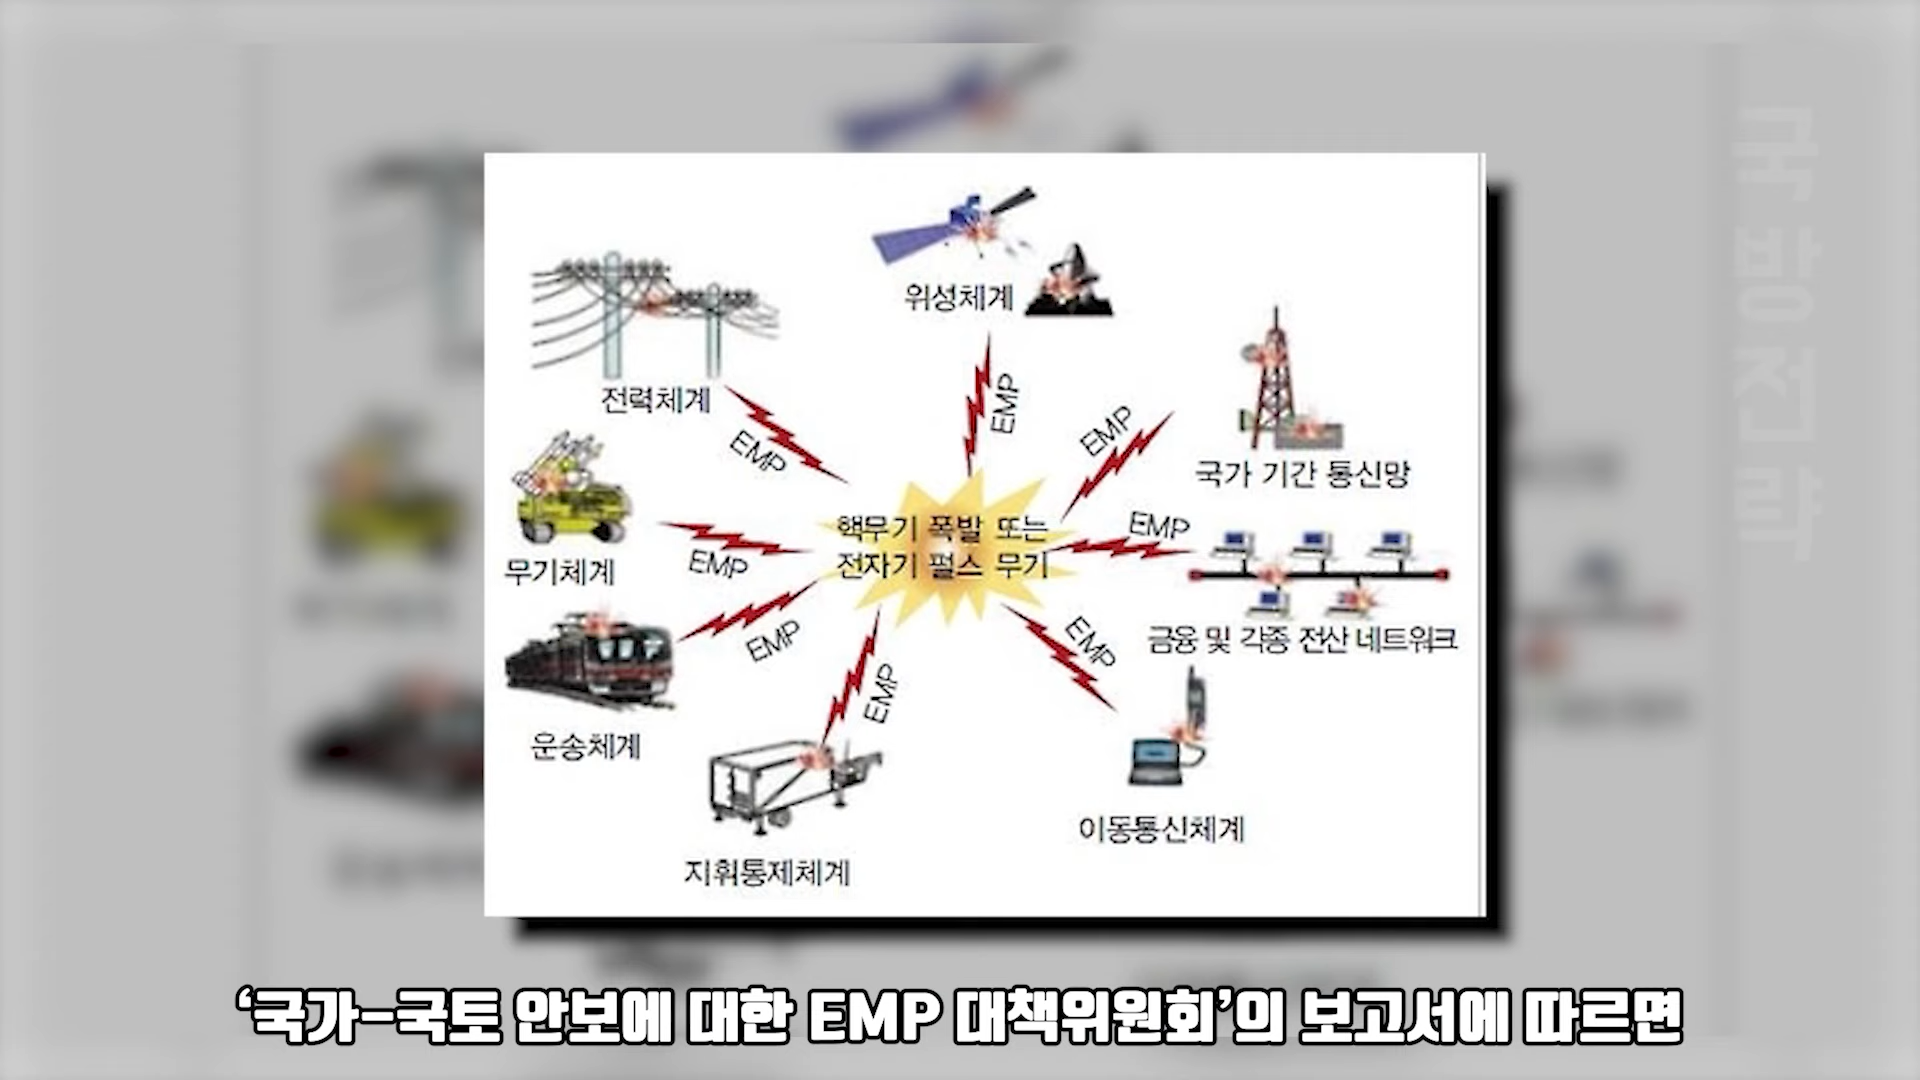 위성체계
전력체계
EMP
EMP
EMP
국가 기간 통신망
핵무기 폭발 또는
전자기 펄스 무기
EMP
EMP
무기체계
금융 및 각종 전산 네트워크
EMP
EMP
EMP
운송체계
이동통신체계
지휘통제체계
국방전략
‘국가-국토 안보에 대한 EMP 대책위원회’의 보고서에 따르면